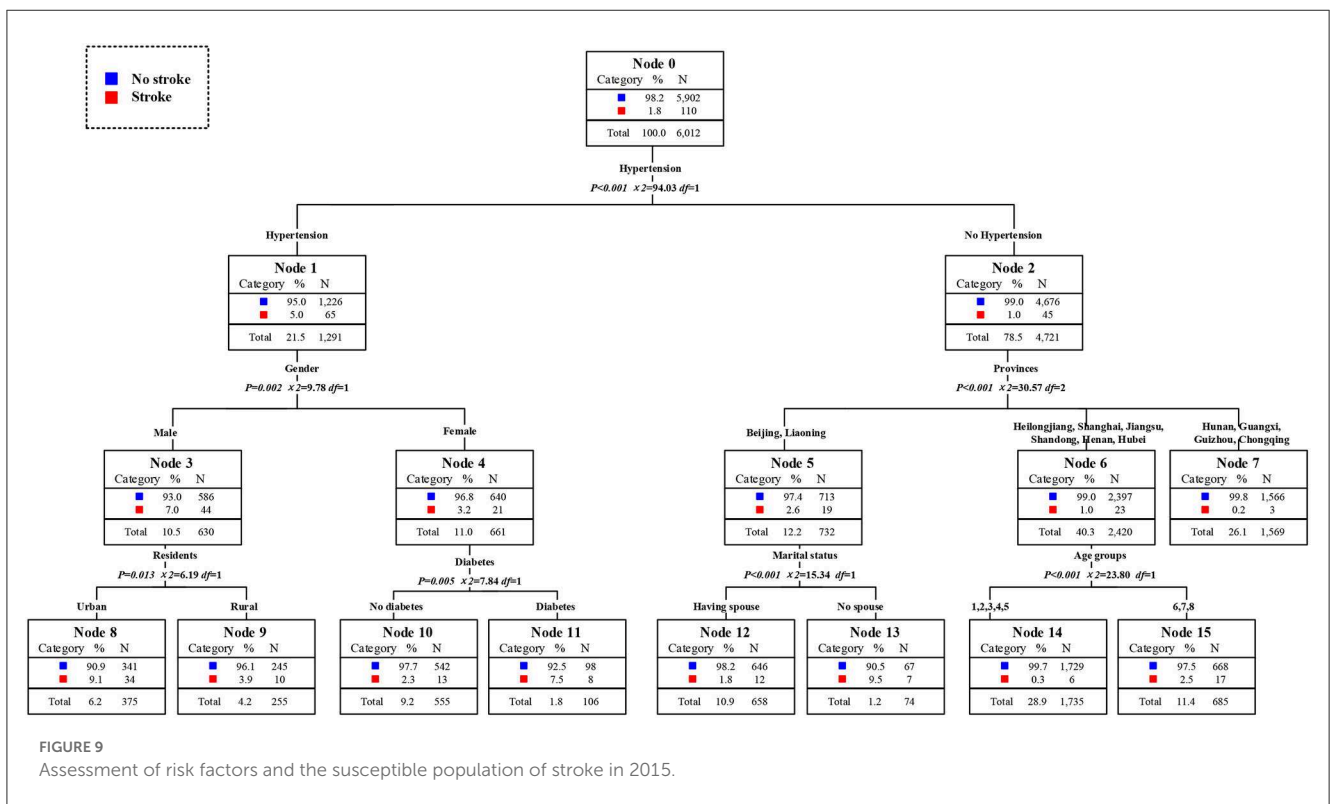 No stroke
Stroke
Node 0
Category % N
98.2 5,902
1.8 110
Total 100.0 6,012
Hypertension
P<0.001 ×2=94.03 df=1
Hypertension
No Hypertension
Node 1
Category % N
95.0 1,226
5.0 65
Total 21.5 1,291
Node 2
Category % N
99.0 4,676
1.0 45
Total 78.5 4,721
Gender
P=0.002 ×2=9.78 df=1
Provinces
P<0.001 ×2=30.57 df=2
Male
Female
Beijing, Liaoning
Heilongjiang, Shanghai, Jiangsu,
Shandong, Henan, Hubei
Hunan, Guangxi,
Guizhou, Chongqing
Node 3
Category % N
93.0 586
7.0 44
Total 10.5 630
Node 4
Category % N
96.8 640
3.2 21
Total 11.0 661
Node 5
Category % N
97.4 713
2.6 19
Total 12.2 732
Node 6
Category % N
99.0 2,397
1.0 23
Total 40.3 2,420
Node 7
Category % N
99.8 1,566
0.2 3
Total 26.1 1,569
Residents
P=0.013 ×2=6.19 df=1
Diabetes
P=0.005 ×2=7.84 df=1
Marital status
P<0.001 ×2=15.34 df=1
Age groups
P<0.001 ×2=23.80 df=1
Urban
Rural
No diabetes
Diabetes
Having spouse
No spouse
1,2,3,4,5
6,7,8
Node 8
Category % N
90.9 341
9.1 34
Total 6.2 375
Node 9
Category % N
96.1 245
3.9 10
Total 4.2 255
Node 10
Category % N
97.7 542
2.3 13
Total 9.2 555
Node 11
Category % N
92.5 98
7.5 8
Total 1.8 106
Node 12
Category % N
98.2 646
1.8 12
Total 10.9 658
Node 13
Category % N
90.5 67
9.5 7
Total 1.2 74
Node 14
Category % N
99.7 1,729
0.3 6
Total 28.9 1,735
Node 15
Category % N
97.5 668
2.5 17
Total 11.4 685
FIGURE 9
Assessment of risk factors and the susceptible population of stroke in 2015.